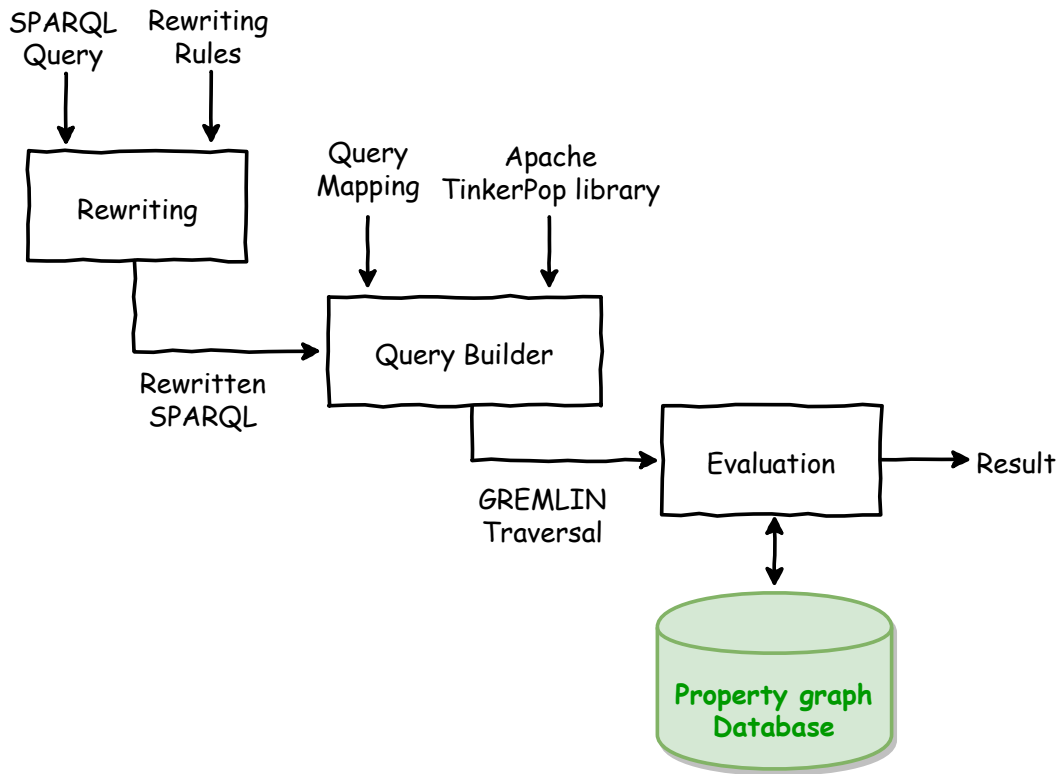 SPARQL
Query
Rewriting
Rules
Rewriting
Query
Mapping
Apache
TinkerPop library
Query Builder
Rewritten
SPARQL
Evaluation
Result
GREMLIN
Traversal
Property graph
Database